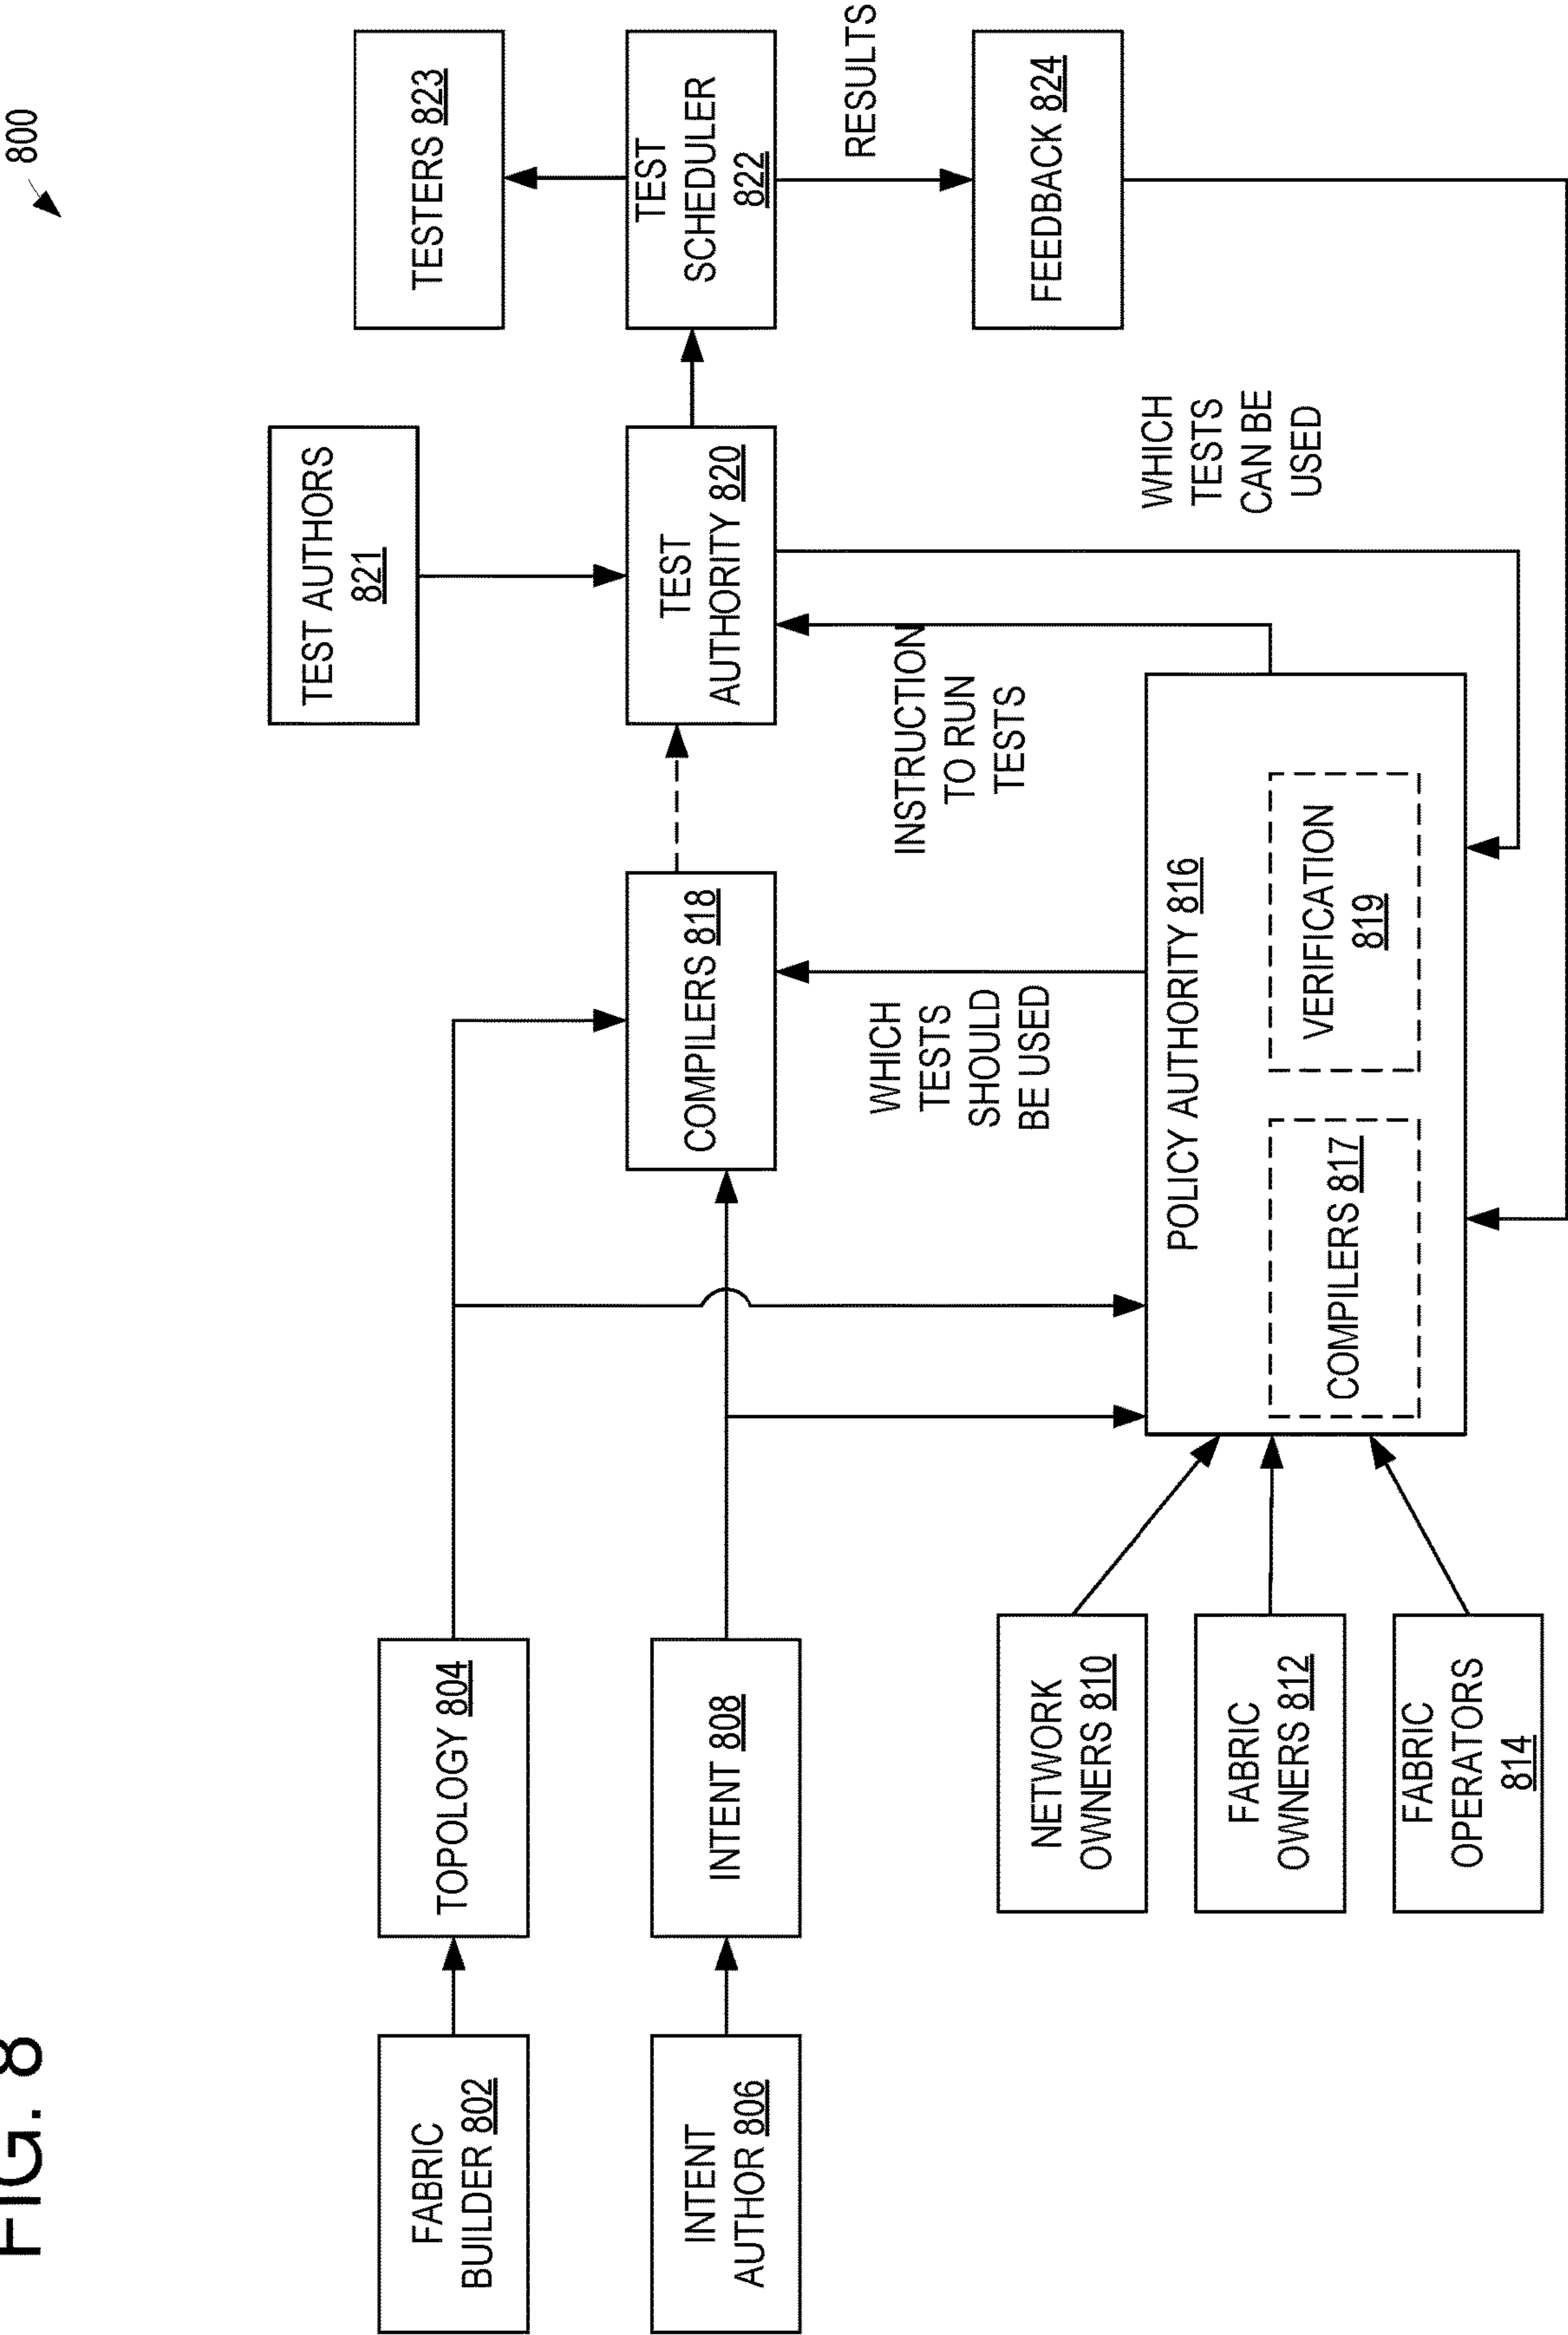 FIG. 8
800
FABRIC
BUILDER 802
TOPOLOGY 804
INTENT
AUTHOR 806
INTENT 808
NETWORK
OWNERS 810
FABRIC
OWNERS 812
FABRIC
OPERATORS
814
POLICY AUTHORITY 816
COMPILERS 817
VERIFICATION
819
COMPILERS 818
WHICH
TESTS
SHOULD
BE USED
INSTRUCTION
TO RUN
TESTS
TEST AUTHORS
821
TEST
AUTHORITY 820
WHICH
TESTS
CAN BE
USED
TESTERS 823
TEST
SCHEDULER
822
RESULTS
FEEDBACK 824